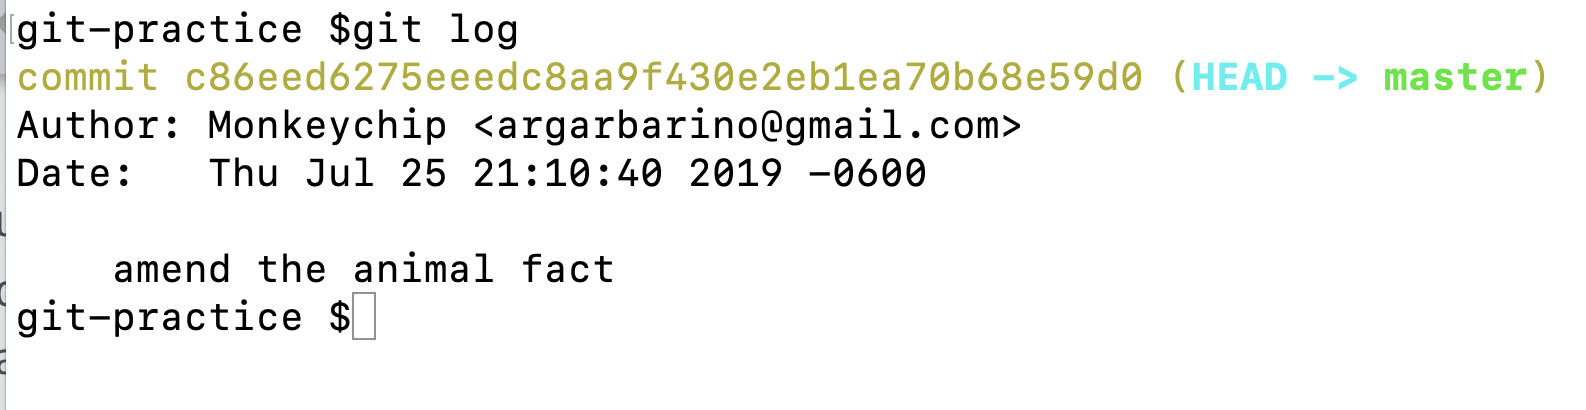 git-practice $git log
commit c86eed6275eeedc8aa9f430e2eb1ea70b68e59d0 (HEAD -> master)
Author: Monkeychip <argarbarino@gmail.com>
Date:   Thu Jul 25 21:10:40 2019 -0600
amend the animal fact
git-practice $